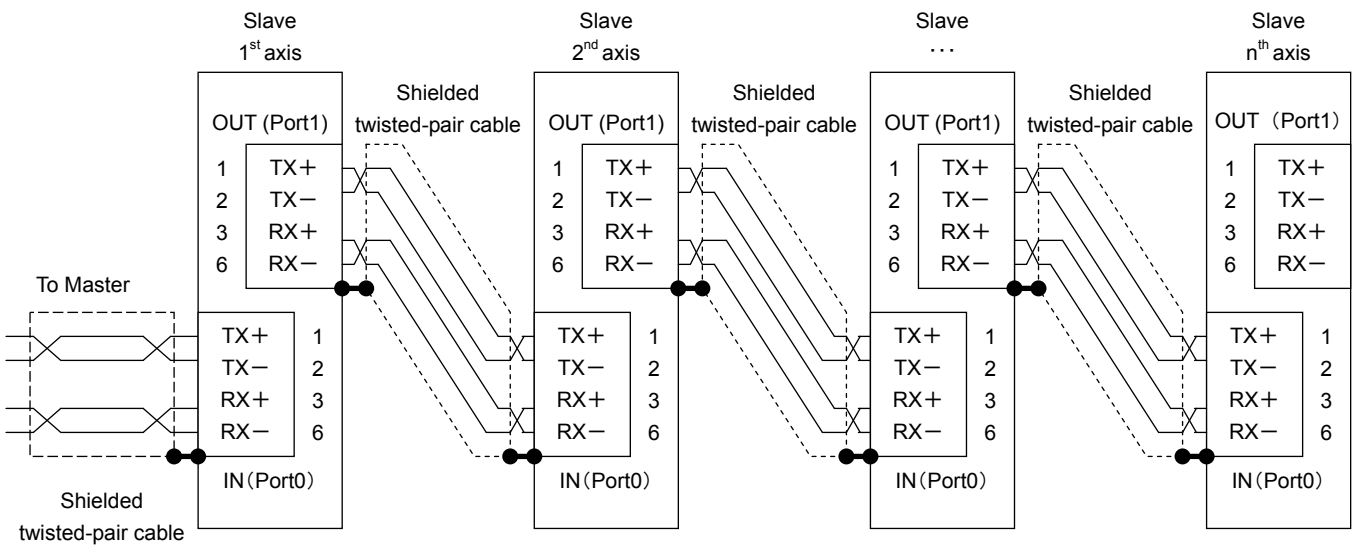 Slave
1st axis
Slave
2nd axis
Slave
···
Slave
nth axis
Shielded
twisted-pair cable
Shielded
twisted-pair cable
Shielded
twisted-pair cable
OUT (Port1)
1 TX+
2 TX−
3 RX+
6 RX−
OUT (Port1)
1 TX+
2 TX−
3 RX+
6 RX−
OUT (Port1)
1 TX+
2 TX−
3 RX+
6 RX−
OUT (Port1)
1 TX+
2 TX−
3 RX+
6 RX−
To Master
TX+ 1
TX− 2
RX+ 3
RX− 6
IN(Port0)
TX+ 1
TX− 2
RX+ 3
RX− 6
IN(Port0)
TX+ 1
TX− 2
RX+ 3
RX− 6
IN(Port0)
TX+ 1
TX− 2
RX+ 3
RX− 6
IN(Port0)
Shielded
twisted-pair cable